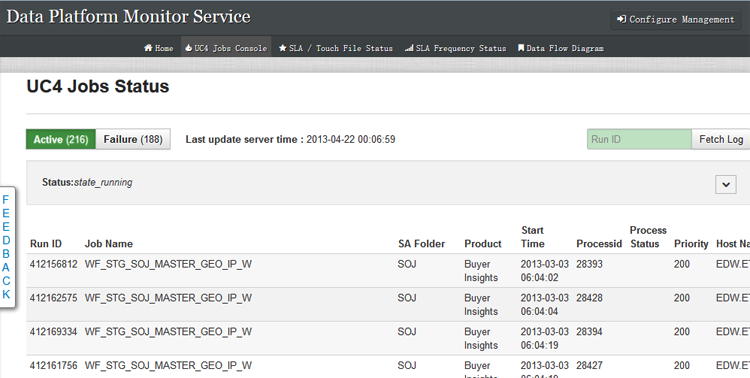 Data Platform Monitor Service
Configure Management
Home UC4 Jobs Console SLA / Touch File Status SLA Frequency Status Data Flow Diagram
UC4 Jobs Status
Active (216) Failure (188) Last update server time : 2013-04-22 00:06:59 Run ID Fetch Log
Status:state_running
FEEDBACK
Start Process
Run ID Job Name SA Folder Product Time Processid Status Priority Host Na
412156812 WF_STG_SOJ_MASTER_GEO_IP_W SOJ Buyer 2013-03-03 28393 200 EDW.ET
Insights 06:04:02
412162575 WF_STG_SOJ_MASTER_GEO_IP_W SOJ Buyer 2013-03-03 28428 200 EDW.ET
Insights 06:04:04
412169334 WF_STG_SOJ_MASTER_GEO_IP_W SOJ Buyer 2013-03-03 28394 200 EDW.ET
Insights 06:04:19
412161756 WF_STG_SOJ_MASTER_GEO_IP_W SOJ Buyer 2013-03-03 28427 200 EDW.ET